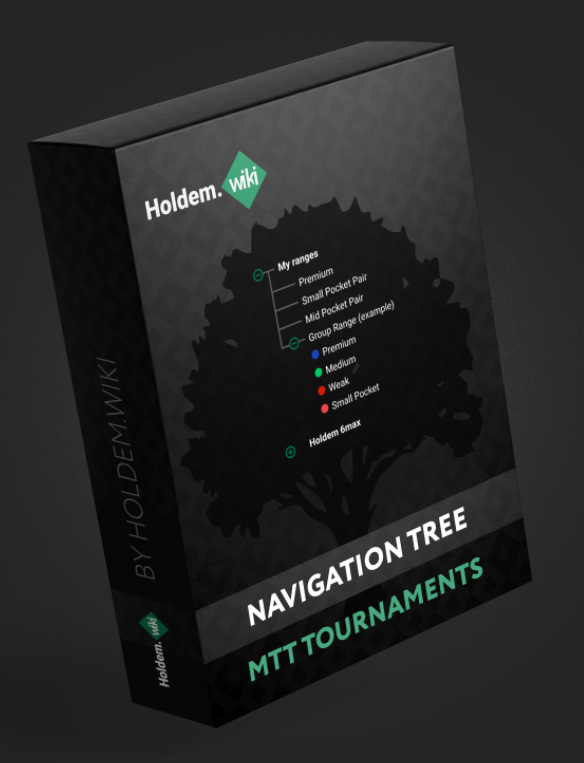 Holdem.wiki
My ranges
Premium
Small Pocket Pair
Mid Pocket Pair
Group Range (example)
Premium
Medium
Weak
Small Pocket
Holdem 6max
NAVIGATION TREE
MTT TOURNAMENTS
BY HOLDEM.WIKI
Holdem.wiki